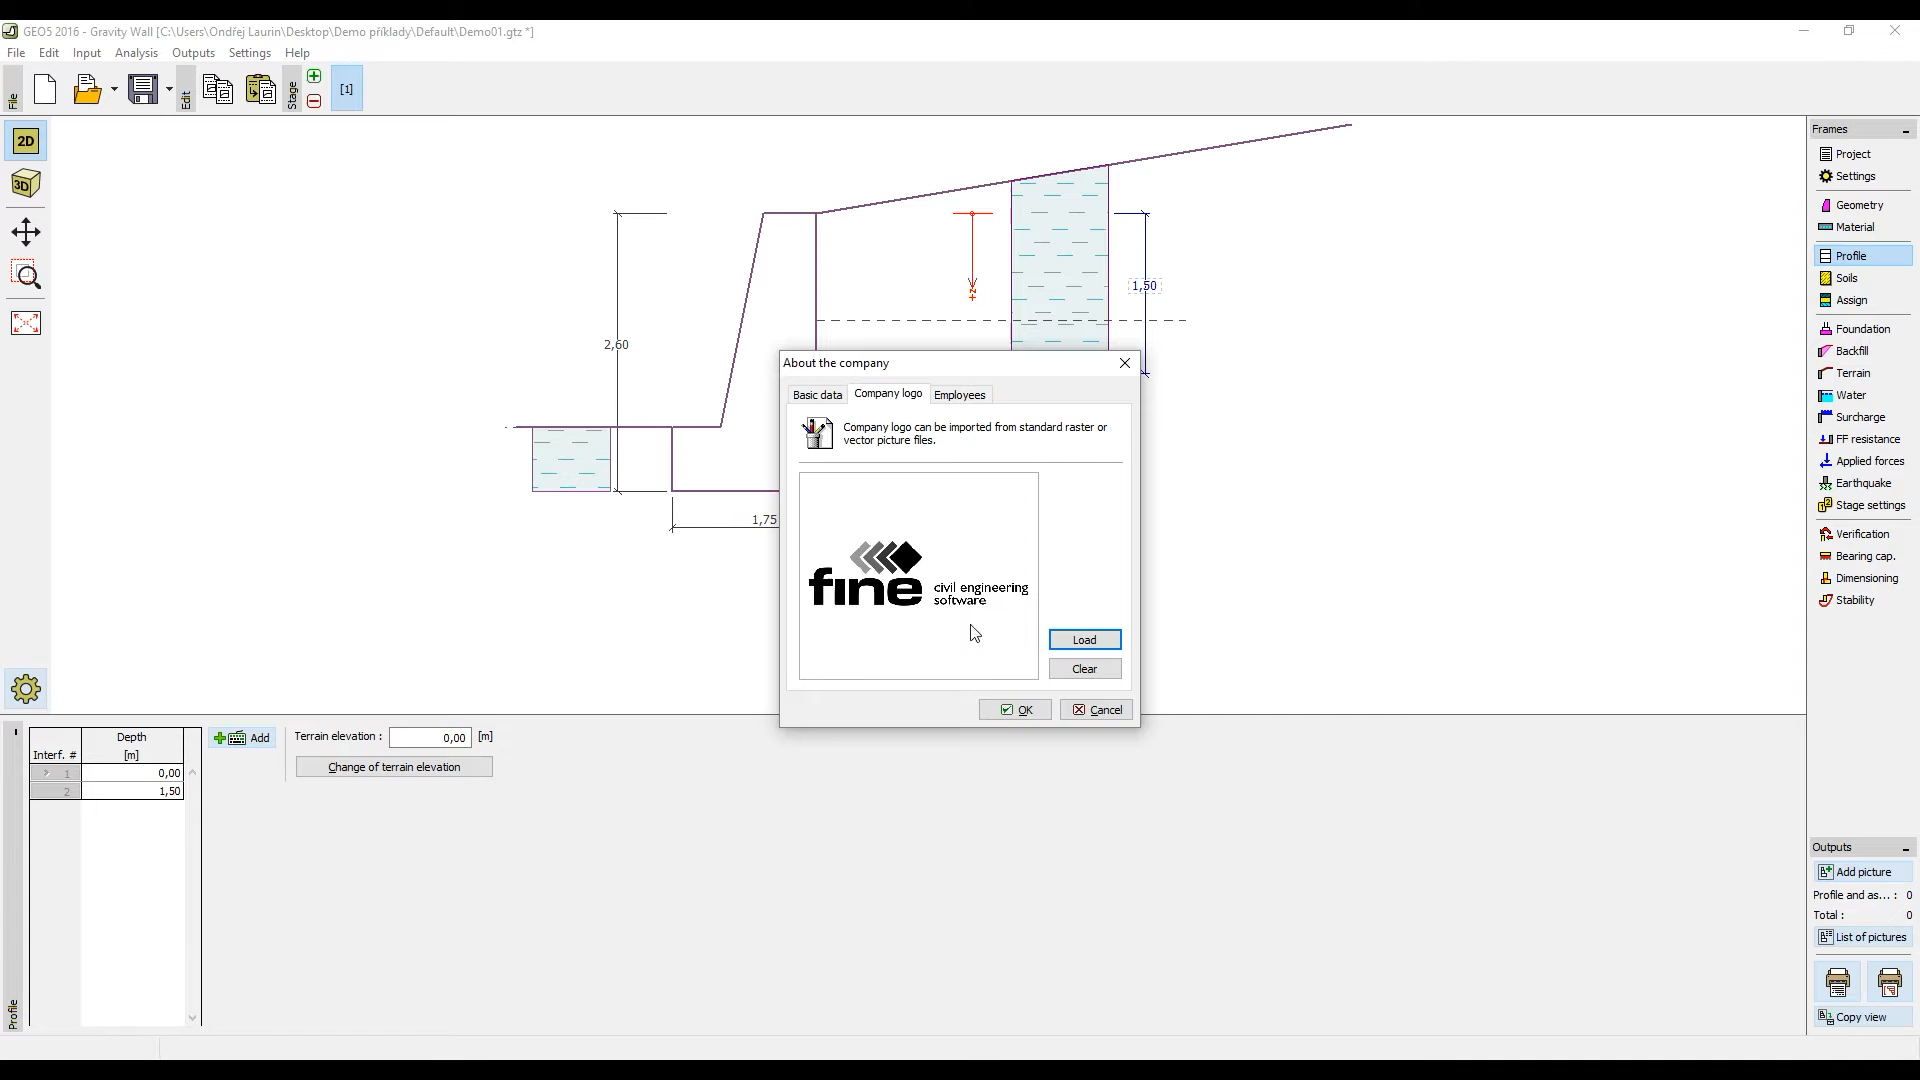 GEO5 2016 - Gravity Wall [C:\Users\Ondřej Laurin\Desktop\Demo příklady\Default\Demo01.gtz *]
File Edit Input Analysis Outputs Settings Help
File
Edit
Stage
[1]
2D
3D
2,60
1,75
+z
1,50
About the company
Basic data Company logo Employees
Company logo can be imported from standard raster or
vector picture files.
fine civil engineering
software
Load
Clear
OK Cancel
Frames
Project
Settings
Geometry
Material
Profile
Soils
Assign
Foundation
Backfill
Terrain
Water
Surcharge
FF resistance
Applied forces
Earthquake
Stage settings
Verification
Bearing cap.
Dimensioning
Stability
Profile
Interf. # Depth
[m]
1 0,00
2 1,50
Add
Terrain elevation : 0,00 [m]
Change of terrain elevation
Outputs
Add picture
Profile and as... : 0
Total : 0
List of pictures
Copy view